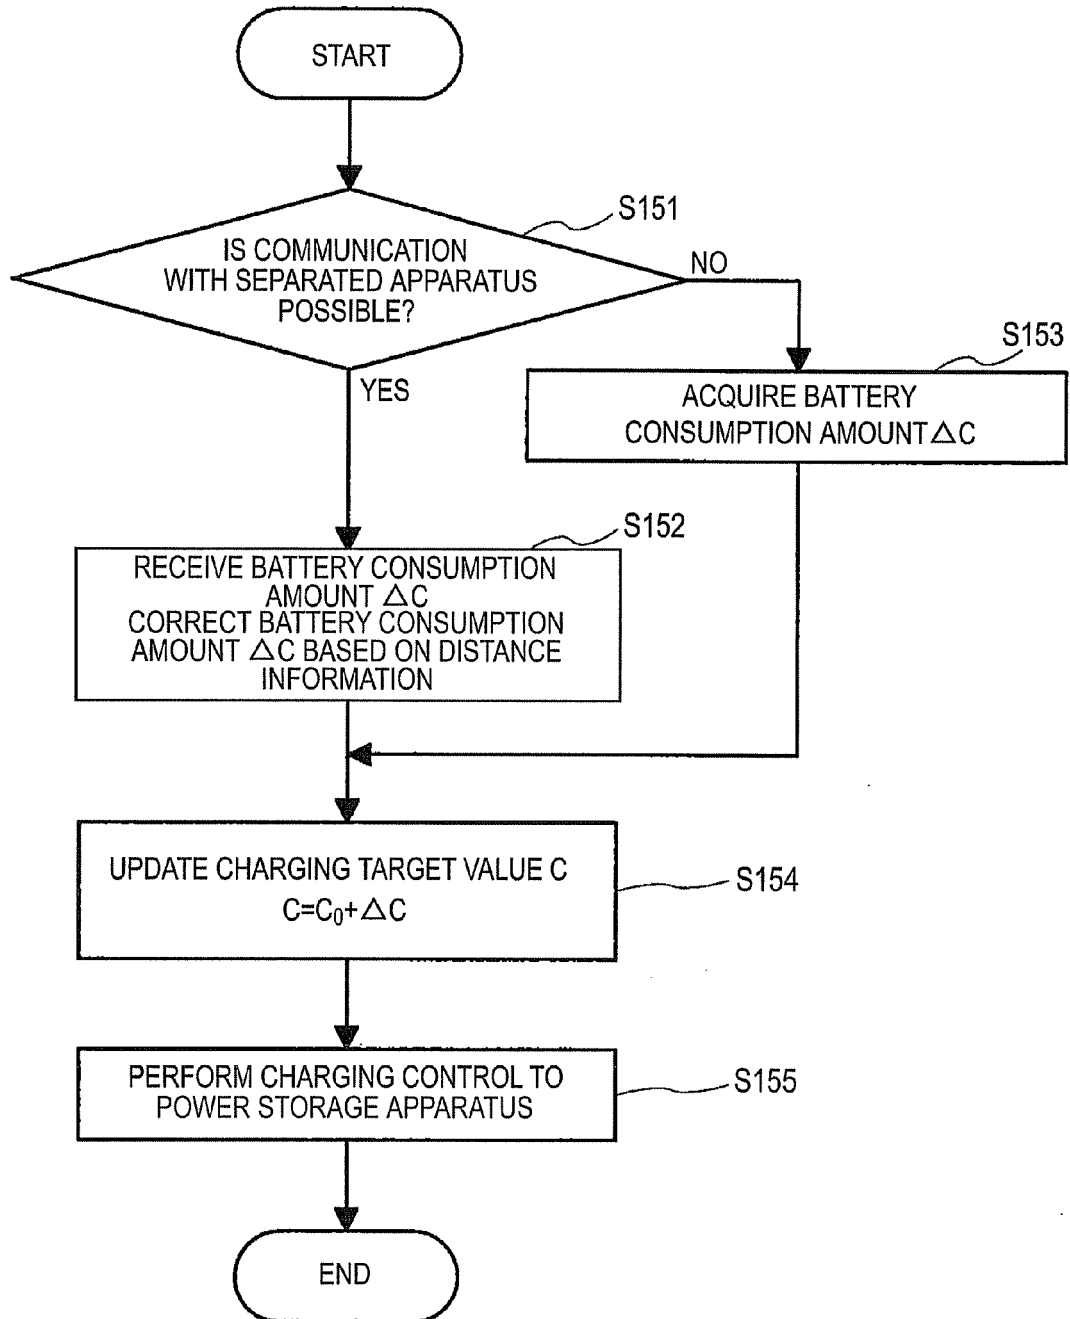 START
S151
IS COMMUNICATION
WITH SEPARATED APPARATUS
POSSIBLE?
NO
YES
S153
ACQUIRE BATTERY
CONSUMPTION AMOUNT△C
S152
RECEIVE BATTERY CONSUMPTION
AMOUNT △C
CORRECT BATTERY CONSUMPTION
AMOUNT △C BASED ON DISTANCE
INFORMATION
UPDATE CHARGING TARGET VALUE C
C=C₀+△C
S154
PERFORM CHARGING CONTROL TO
POWER STORAGE APPARATUS
S155
END